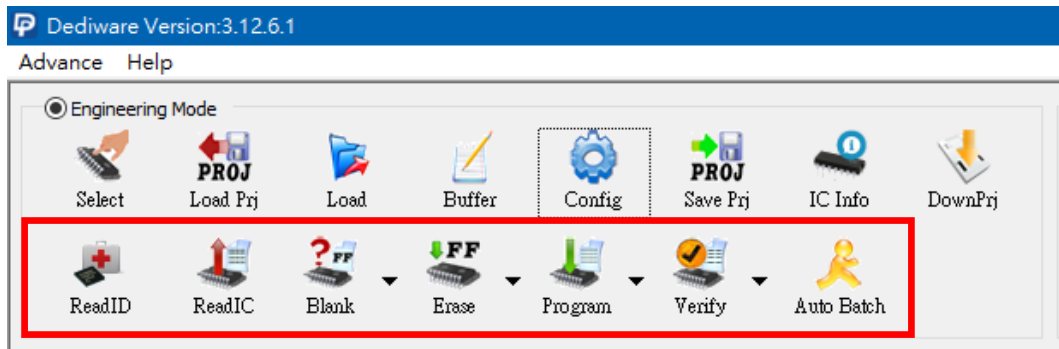 Dediware Version:3.12.6.1
Advance Help
Engineering Mode
PROJ PROJ
Select Load Prj Load Buffer Config Save Prj IC Info DownPrj
? FF FF
ReadID ReadIC Blank Erase Program Verify Auto Batch